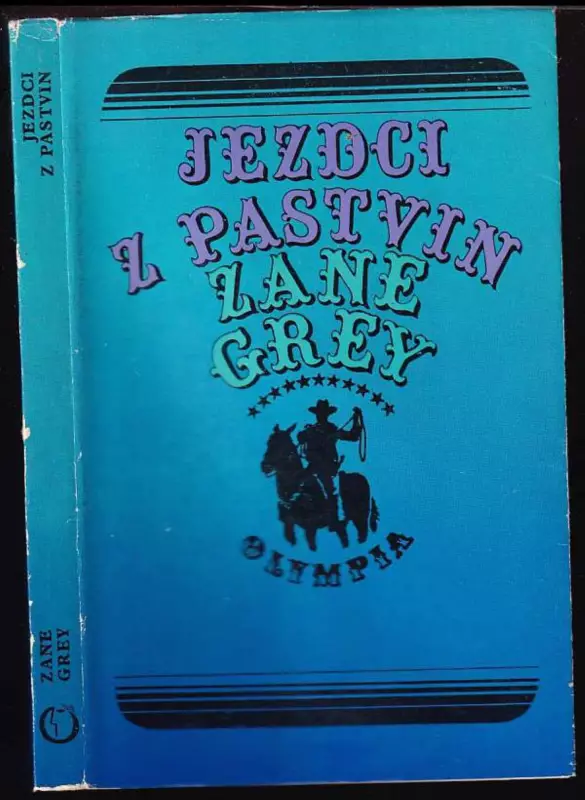 JEZDCI
Z PASTVIN
ZANE
GREY
OLYMPIA
JEZDCI
Z PASTVIN
ZANE
GREY